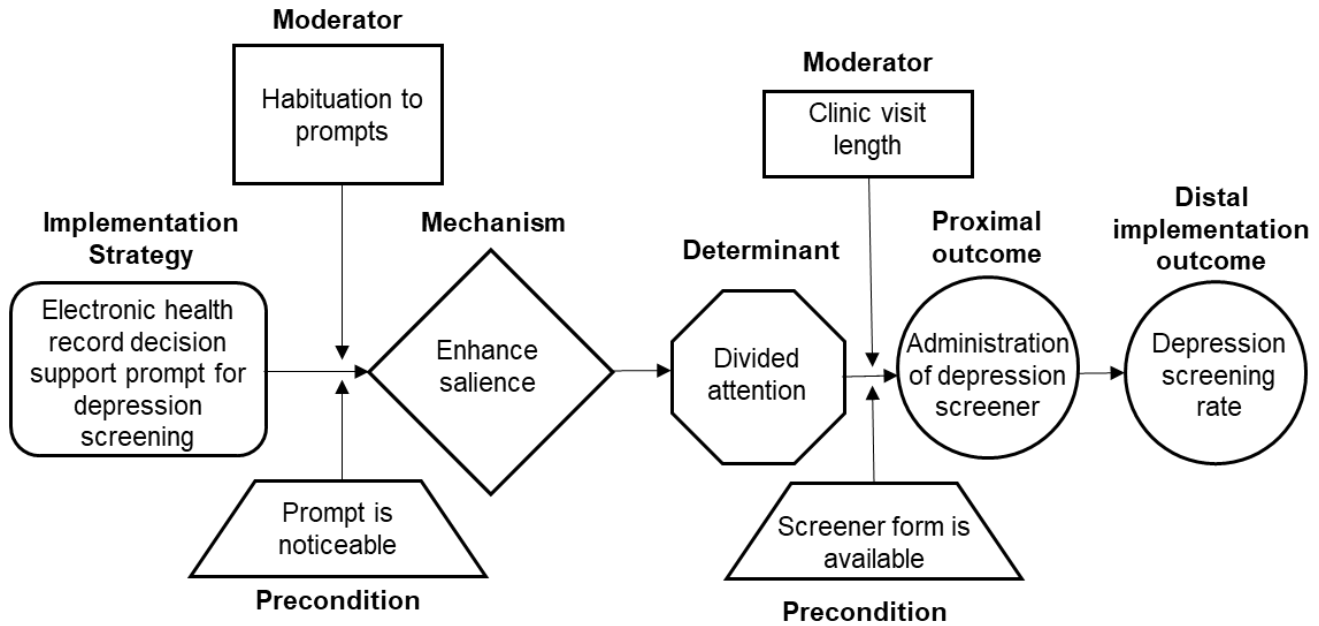 Moderator
Habituation to
prompts
Moderator
Clinic visit
length
Implementation
Strategy
Electronic health
record decision
support prompt for
depression
screening
Mechanism
Enhance
salience
Determinant
Divided
attention
Proximal
outcome
Administration
of depression
screener
Distal
implementation
outcome
Depression
screening
rate
Prompt is
noticeable
Precondition
Screener form is
available
Precondition